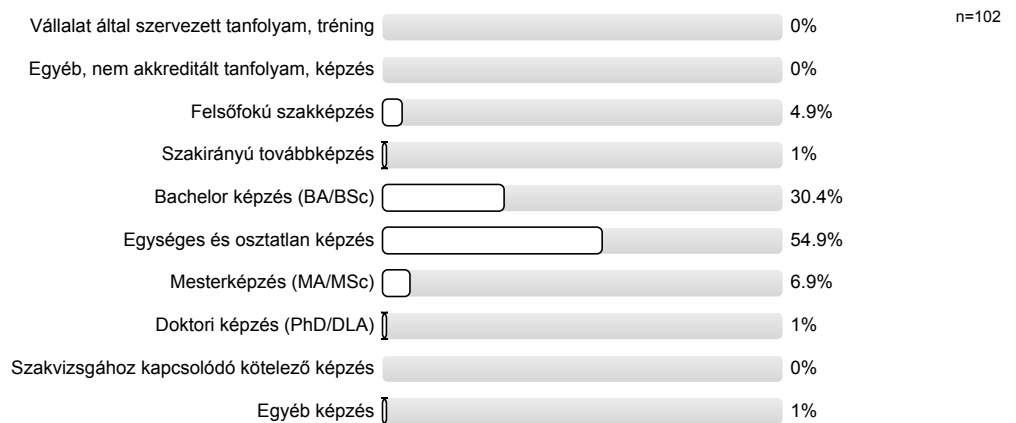 n=102
Vállalat által szervezett tanfolyam, tréning 0%
Egyéb, nem akkreditált tanfolyam, képzés 0%
Felsőfokú szakképzés 4.9%
Szakirányú továbbképzés 1%
Bachelor képzés (BA/BSc) 30.4%
Egységes és osztatlan képzés 54.9%
Mesterképzés (MA/MSc) 6.9%
Doktori képzés (PhD/DLA) 1%
Szakvizsgához kapcsolódó kötelező képzés 0%
Egyéb képzés 1%